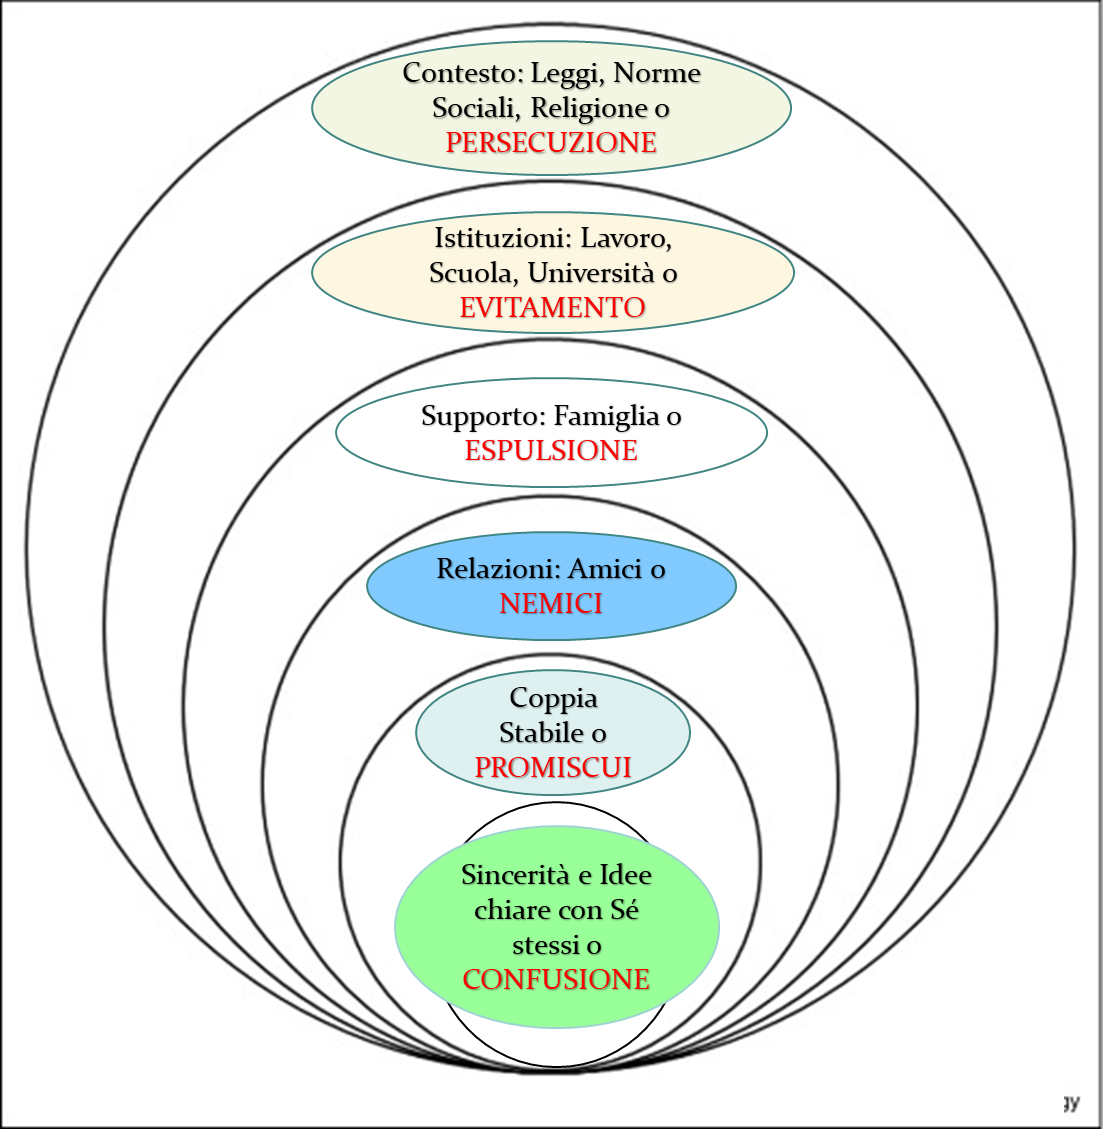 Contesto: Leggi, Norme
Sociali, Religione o
PERSECUZIONE
Istituzioni: Lavoro,
Scuola, Università o
EVITAMENTO
Supporto: Famiglia o
ESPULSIONE
Relazioni: Amici o
NEMICI
Coppia
Stabile o
PROMISCUI
Sincerità e Idee
chiare con Sé
stessi o
CONFUSIONE
gy